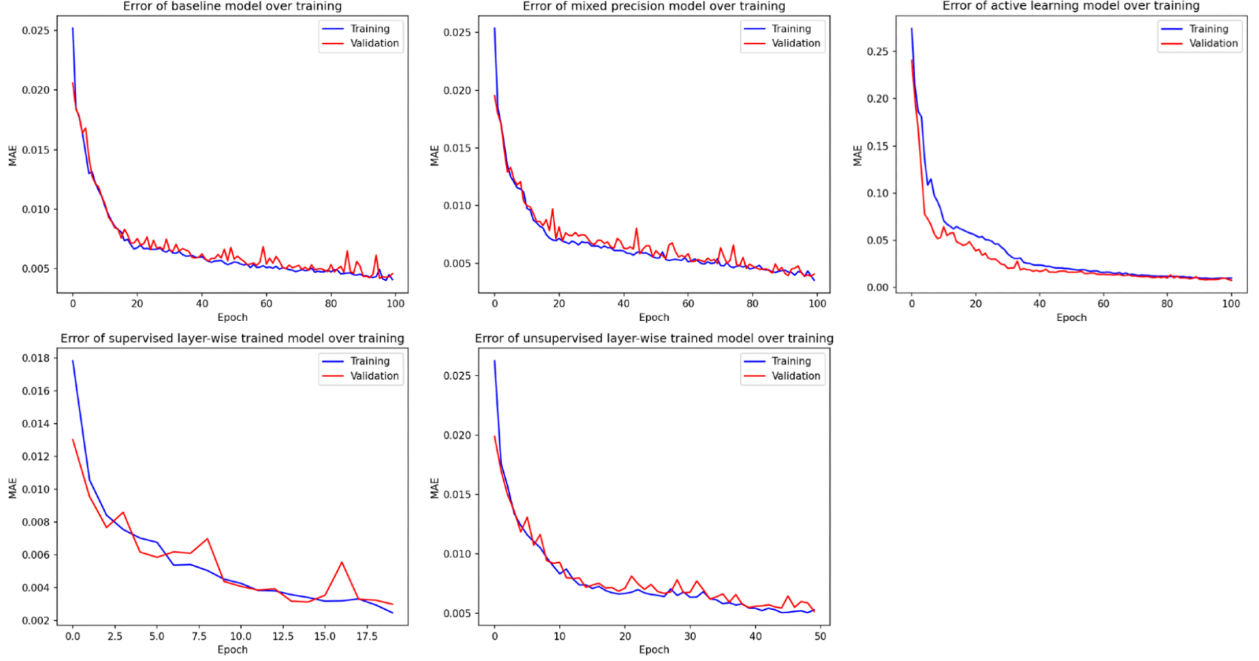 Error of baseline model over training
0.025
0.020
0.015
0.010
0.005
MAE
0
20
40
60
80
100
Epoch
Training
Validation
Error of mixed precision model over training
0.025
0.020
0.015
0.010
0.005
MAE
0
20
40
60
80
100
Epoch
Training
Validation
Error of active learning model over training
0.25
0.20
0.15
0.10
0.05
0.00
MAE
0
20
40
60
80
100
Epoch
Training
Validation
Error of supervised layer-wise trained model over training
0.018
0.016
0.014
0.012
0.010
0.008
0.006
0.004
0.002
MAE
0.0
2.5
5.0
7.5
10.0
12.5
15.0
17.5
Epoch
Training
Validation
Error of unsupervised layer-wise trained model over training
0.025
0.020
0.015
0.010
0.005
MAE
0
10
20
30
40
50
Epoch
Training
Validation